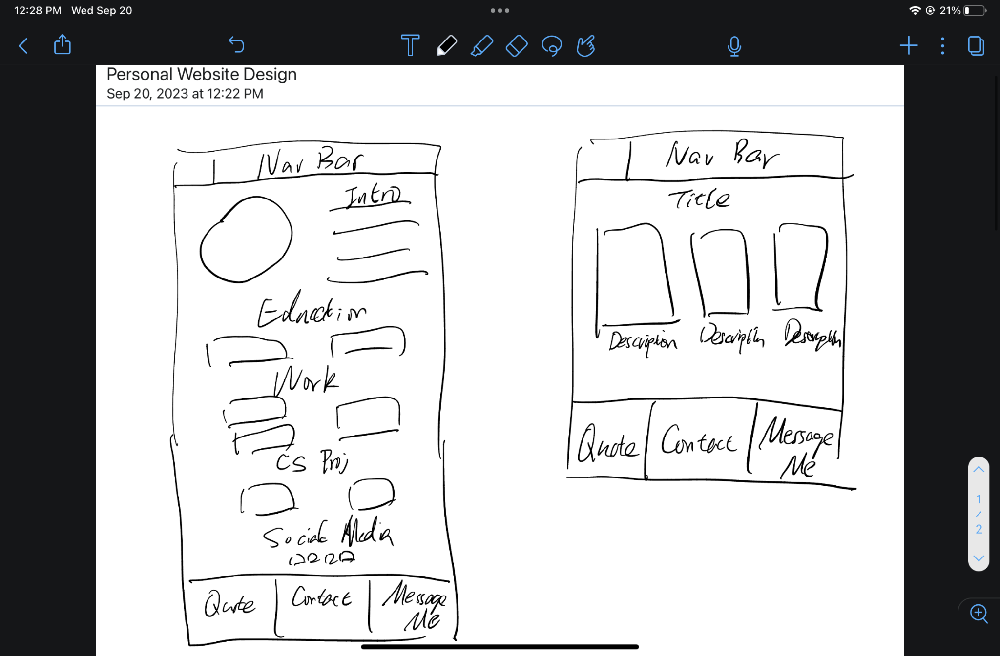 12:28 PM Wed Sep 20
21%
Personal Website Design
Sep 20, 2023 at 12:22 PM
Nav Bar
Intro
Education
Work
CS Proj
Social Media
Quote
Contact
Message
Me
Nav Bar
Title
Description
Description
Description
Quote
Contact
Message
Me
1
/
2